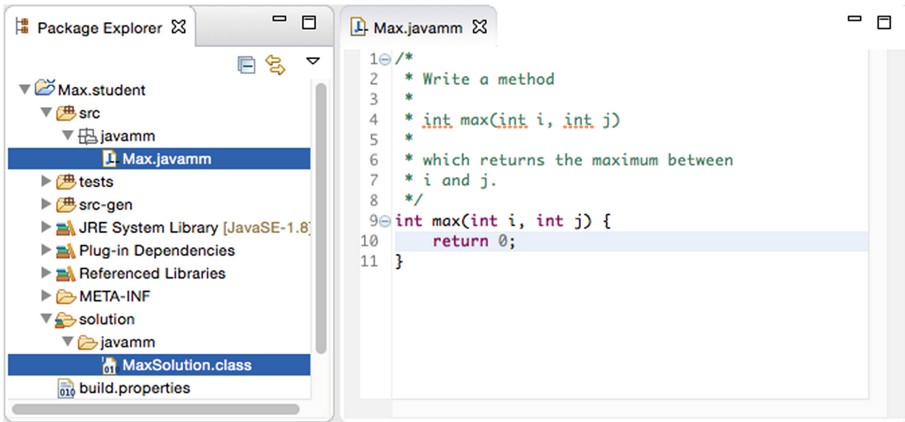 Package Explorer
Max.student
src
javamm
Max.javamm
tests
src-gen
JRE System Library [JavaSE-1.8]
Plug-in Dependencies
Referenced Libraries
META-INF
solution
javamm
MaxSolution.class
build.properties
Max.javamm
1 /*
2 * Write a method
3 *
4 * int max(int i, int j)
5 *
6 * which returns the maximum between
7 * i and j.
8 */
9 int max(int i, int j) {
10 return 0;
11 }